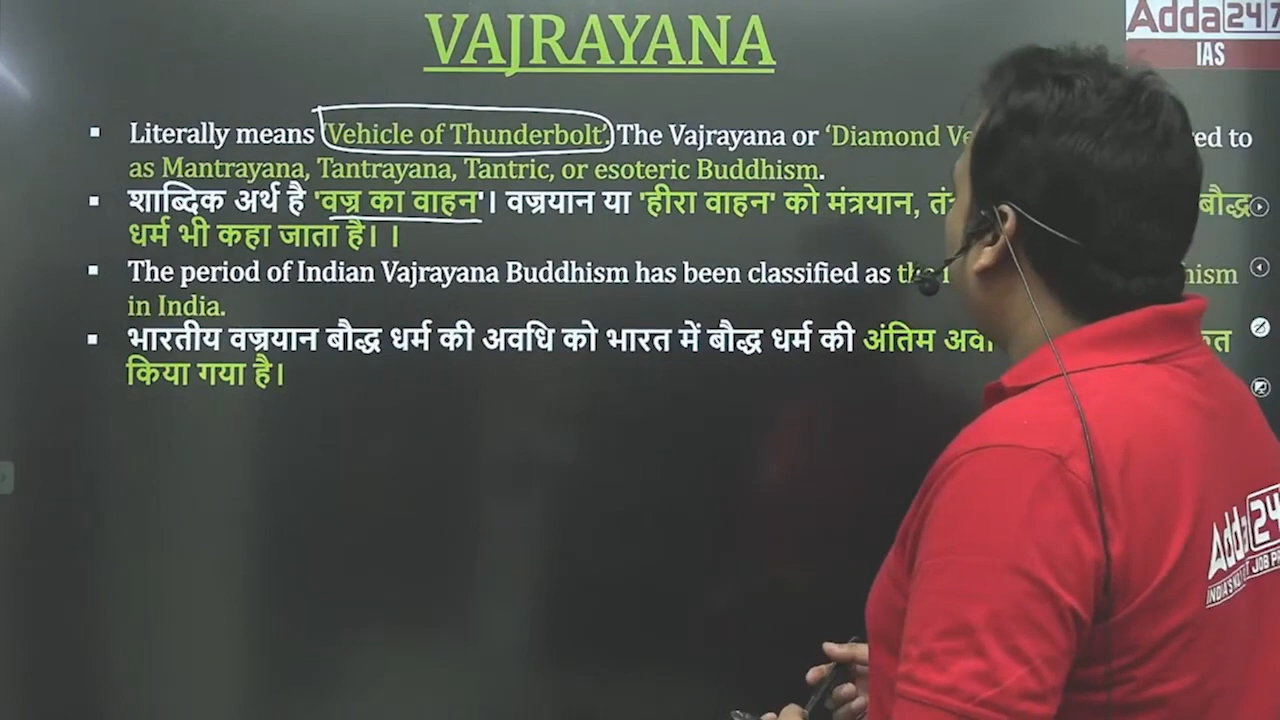 VAJRAYANA
Adda247
IAS
Literally means 'Vehicle of Thunderbolt'. The Vajrayana or 'Diamond
as Mantrayana, Tantrayana, Tantric, or esoteric Buddhism.
शाब्दिक अर्थ है 'वज्र का वाहन'। वज्रयान या 'हीरा वाहन' को मंत्रयान, बौद्ध
धर्म भी कहा जाता है। ।
The period of Indian Vajrayana Buddhism has been classified as
in India.
भारतीय वज्रयान बौद्ध धर्म की अवधि को भारत में बौद्ध धर्म की अंतिम
किया गया है।
Adda